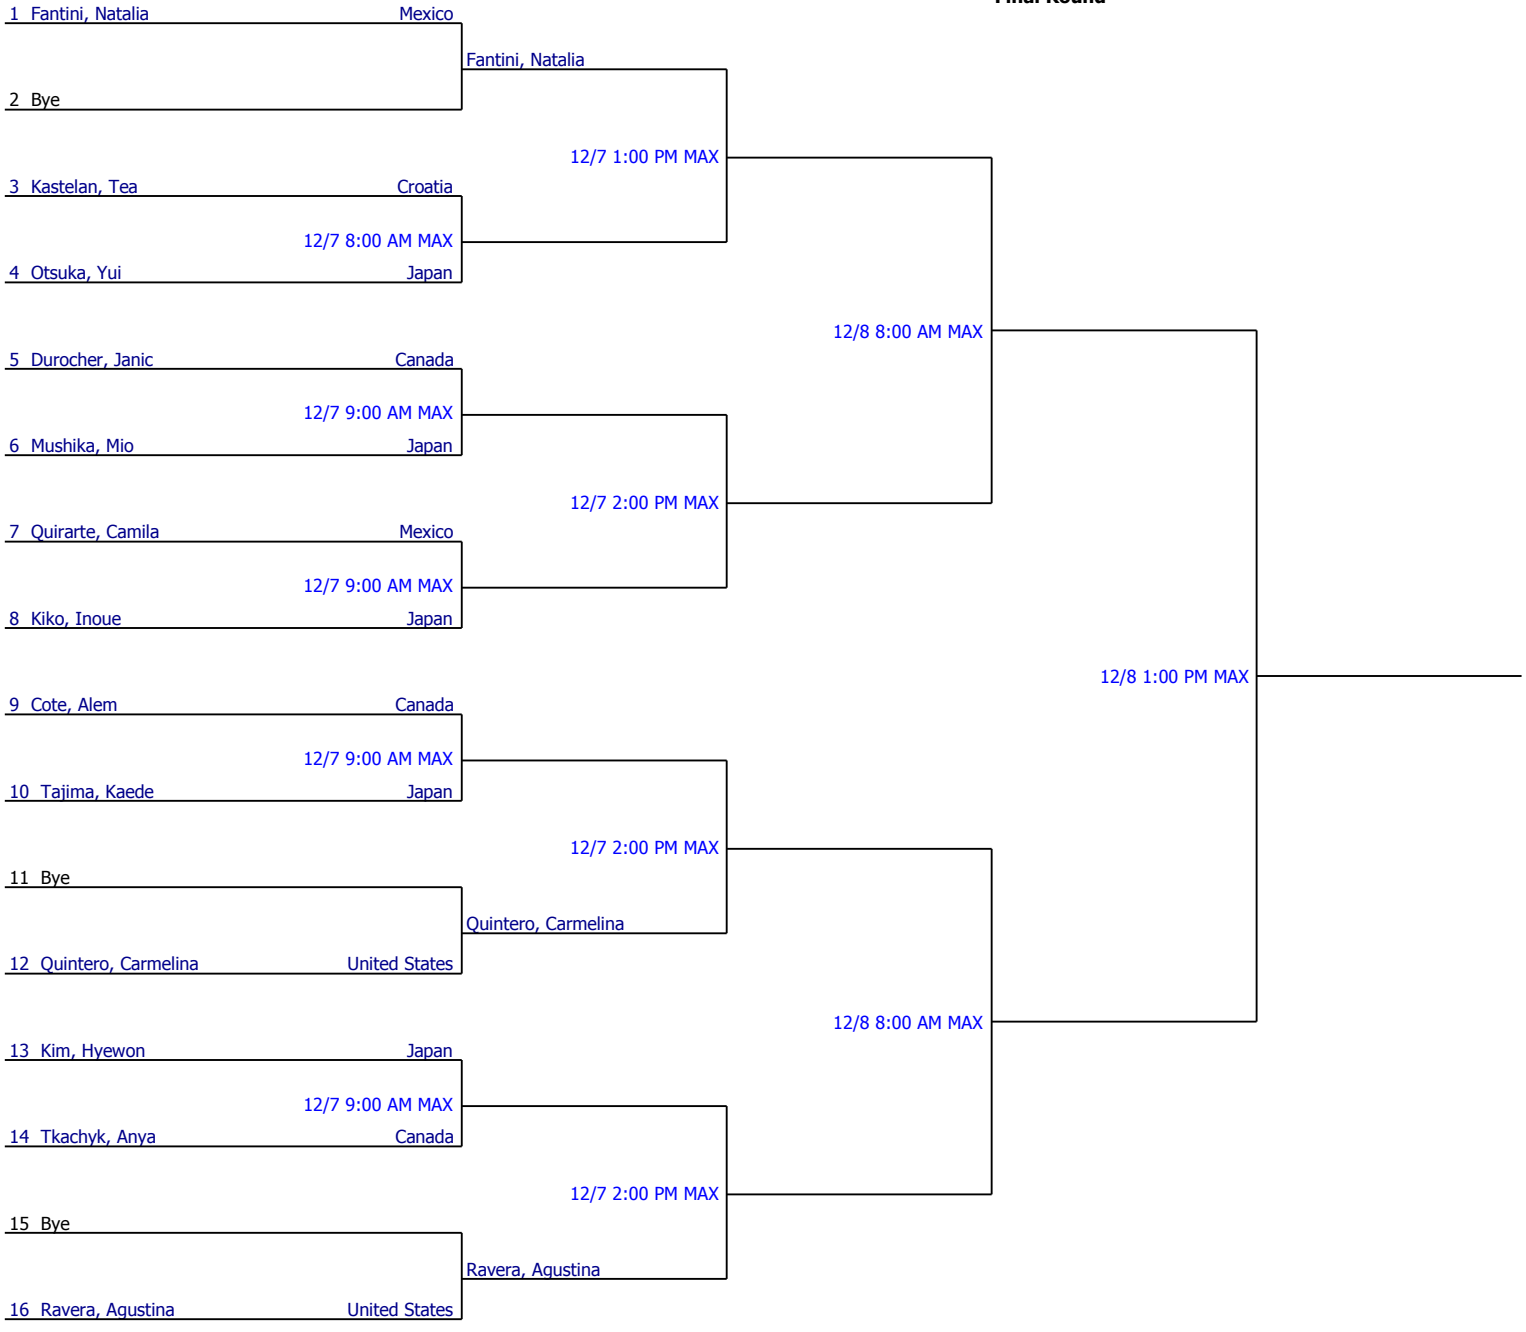 Final Round
1 Fantini, Natalia Mexico
Fantini, Natalia
2 Bye
12/7 1:00 PM MAX
3 Kastelan, Tea Croatia
12/7 8:00 AM MAX
4 Otsuka, Yui Japan
12/8 8:00 AM MAX
5 Durocher, Janic Canada
12/7 9:00 AM MAX
6 Mushika, Mio Japan
12/7 2:00 PM MAX
7 Quirarte, Camila Mexico
12/7 9:00 AM MAX
8 Kiko, Inoue Japan
12/8 1:00 PM MAX
9 Cote, Alem Canada
12/7 9:00 AM MAX
10 Tajima, Kaede Japan
12/7 2:00 PM MAX
11 Bye
Quintero, Carmelina
12 Quintero, Carmelina United States
12/8 8:00 AM MAX
13 Kim, Hyewon Japan
12/7 9:00 AM MAX
14 Tkachyk, Anya Canada
12/7 2:00 PM MAX
15 Bye
Ravera, Agustina
16 Ravera, Agustina United States